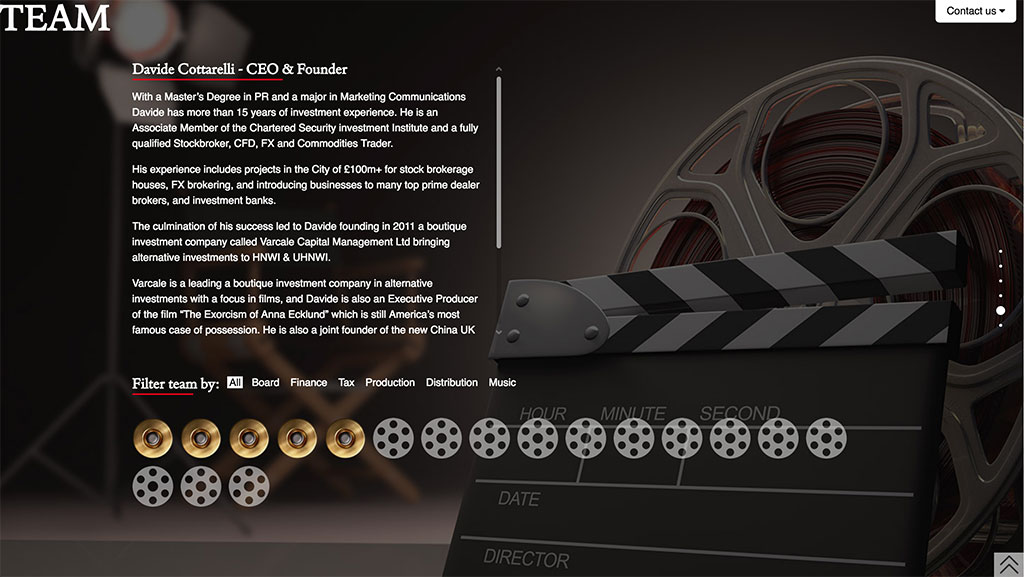 TEAM
Contact us
Davide Cottarelli - CEO & Founder
With a Master's Degree in PR and a major in Marketing Communications
Davide has more than 15 years of investment experience. He is an
Associate Member of the Chartered Security investment Institute and a fully
qualified Stockbroker, CFD, FX and Commodities Trader.
His experience includes projects in the City of £100m+ for stock brokerage
houses, FX brokering, and introducing businesses to many top prime dealer
brokers, and investment banks.
The culmination of his success led to Davide founding in 2011 a boutique
investment company called Varcale Capital Management Ltd bringing
alternative investments to HNWI & UHNWI.
Varcale is a leading a boutique investment company in alternative
investments with a focus in films, and Davide is also an Executive Producer
of the film “The Exorcism of Anna Ecklund” which is still America's most
famous case of possession. He is also a joint founder of the new China UK
Filter team by: All Board Finance Tax Production Distribution Music
HOUR MINUTE SECOND
DATE
DIRECTOR